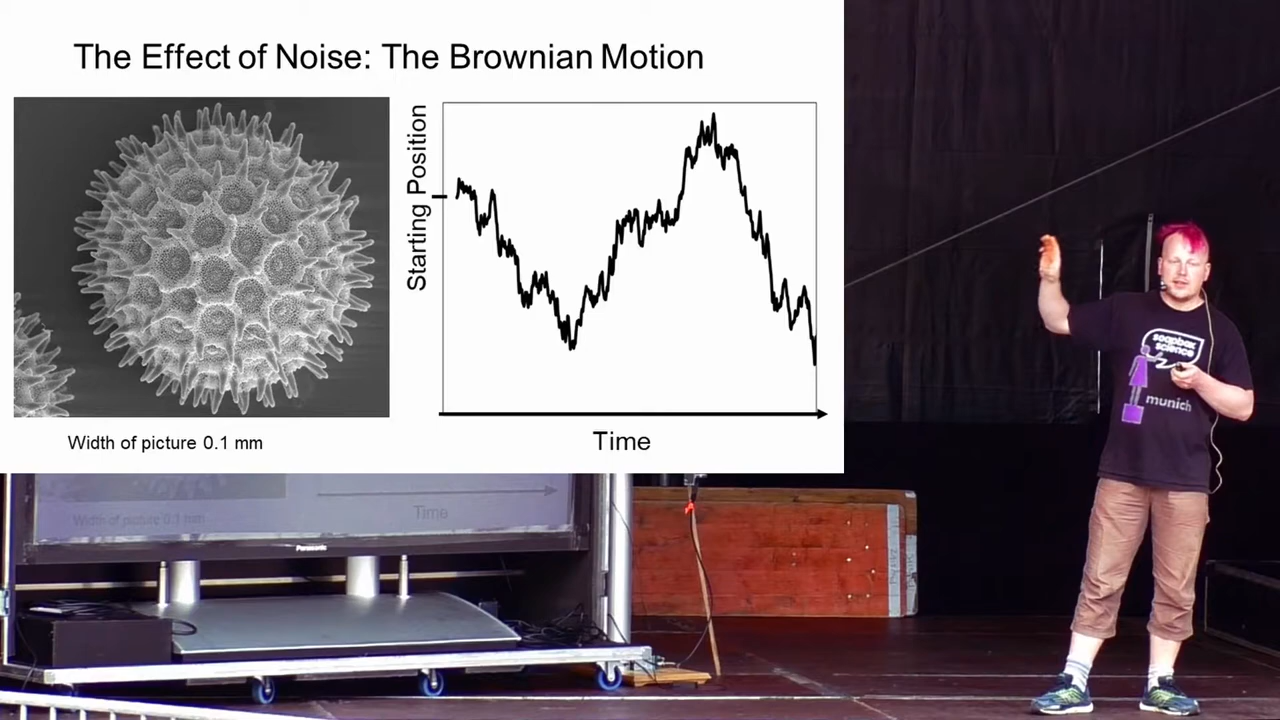 The Effect of Noise: The Brownian Motion
Starting Position
Width of picture 0.1 mm
Time
soapbox
science
munich
Width of picture 0.1 mm
Time
Panasonic